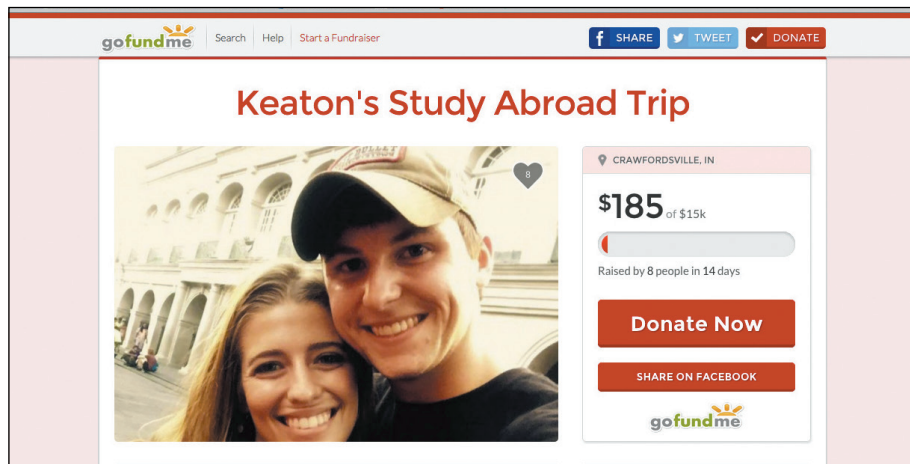 gofundme Search Help Start a Fundraiser f SHARE TWEET DONATE
Keaton's Study Abroad Trip
8
CRAWFORDSVILLE, IN
$185 of $15k
Raised by 8 people in 14 days
Donate Now
SHARE ON FACEBOOK
gofundme